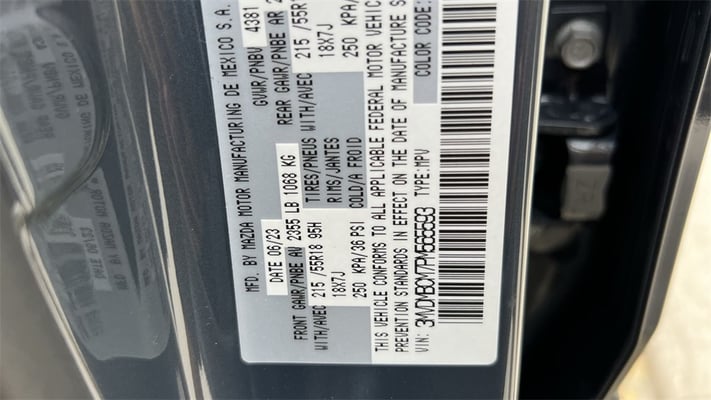 MFD. BY MAZDA MOTOR MANUFACTURING DE MEXICO S.A.
DATE 06/23 GVWR/PNBV 4381
FRONT GAWR/PNBE AV 2355 LB 1068 KG REAR GAWR/PNBE AR
WITH/AVEC 215 /55R18 95H TIRES/PNEUS WITH/AVEC 215 /55R1
18X7J RIMS/JANTES 18X7J
250 KPA/36 PSI COLD/A FROID 250 KPA/
THIS VEHICLE CONFORMS TO ALL APPLICABLE FEDERAL MOTOR VEHIC
PREVENTION STANDARDS IN EFFECT ON THE DATE OF MANUFACTURE S
VIN: TYPE: MPV COLOR CODE: